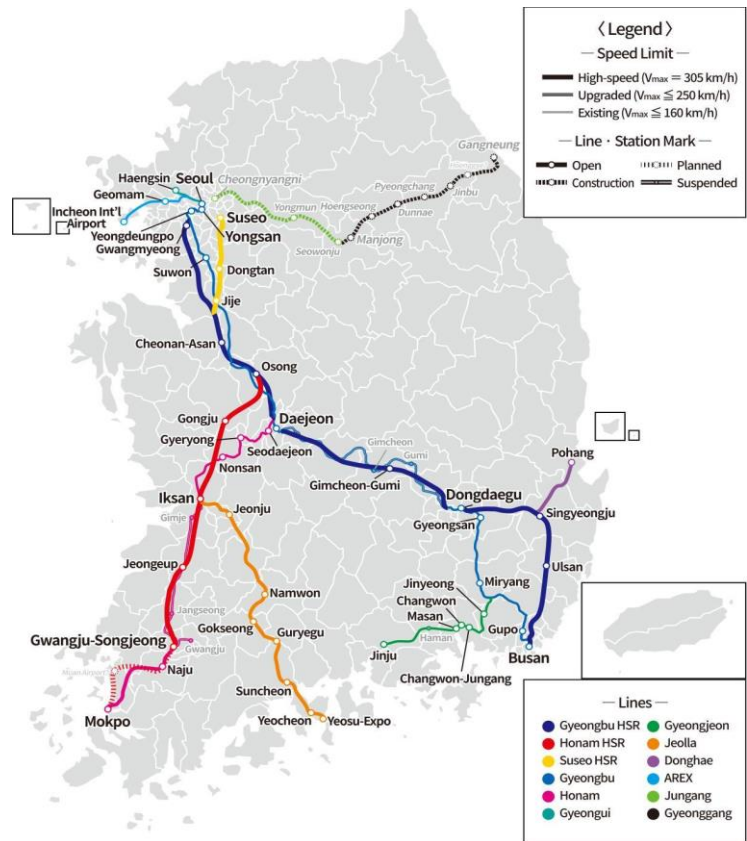 〈 Legend 〉
— Speed Limit —
High-speed (Vmax = 305 km/h)
Upgraded (Vmax ≦ 250 km/h)
Existing (Vmax ≦ 160 km/h)
— Line · Station Mark —
Open
Planned
Construction
Suspended
Gangneung
Jinbu
Pyeongchang
Dunnae
Hoengseong
Manjong
Seowonju
Yongmun
Cheongnyangni
Seoul
Haengsin
Geomam
Incheon Int'l
Airport
Suseo
Yongsan
Yeongdeungpo
Gwangmyeong
Suwon
Dongtan
Jije
Cheonan-Asan
Osong
Gongju
Daejeon
Gyeryong
Seodaejeon
Nonsan
Gimcheon
Gumi
Gimcheon-Gumi
Dongdaegu
Pohang
Gyeongsan
Singyeongju
Iksan
Jeonju
Gimje
Jeongeup
Ulsan
Jinyeong
Miryang
Namwon
Changwon
Masan
Jangseong
Gokseong
Guryegu
Haman
Gupo
Gwangju-Songjeong
Gwangju
Jinju
Busan
Changwon-Jungang
Naju
Suncheon
Mokpo
Yeocheon
Yeosu-Expo
— Lines —
Gyeongbu HSR
Gyeongjeon
Honam HSR
Jeolla
Suseo HSR
Donghae
Gyeongbu
AREX
Honam
Jungang
Gyeongui
Gyeonggang